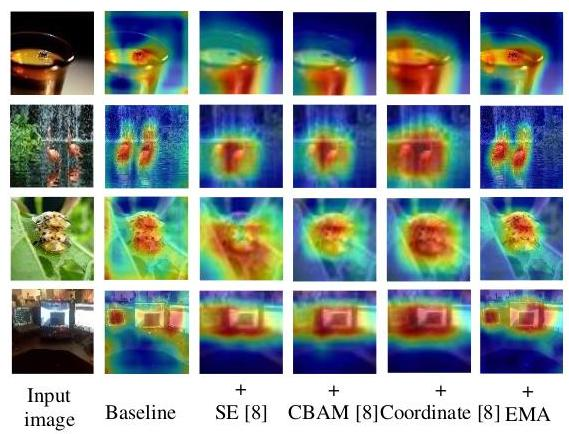 Input image
Baseline
+ SE [8]
+ CBAM [8]
+ Coordinate [8]
+ EMA